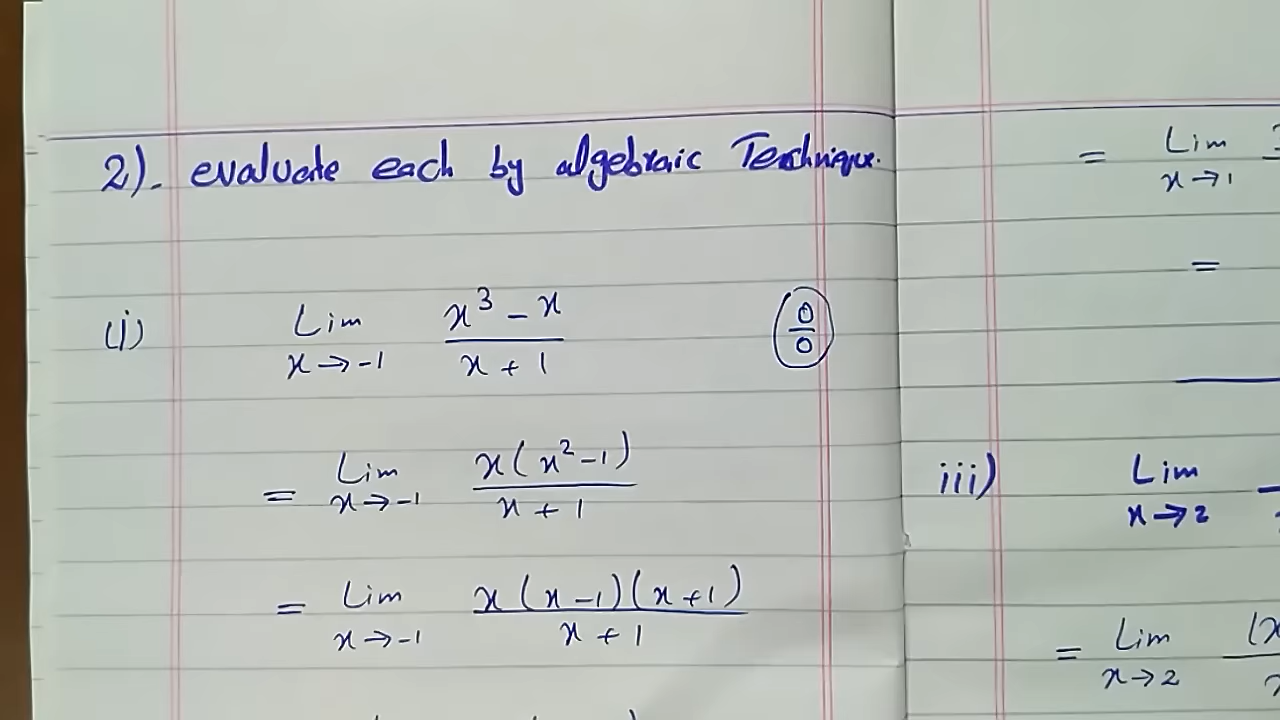 2). evaluate each by algebraic Technique.
(i) Lim x→-1 x³ - x / x + 1 (0/0)
= Lim x→-1 x(x²-1) / x + 1
= Lim x→-1 x(x-1)(x+1) / x + 1
= Lim x→1
=
iii) Lim x→2
= Lim x→2 (x